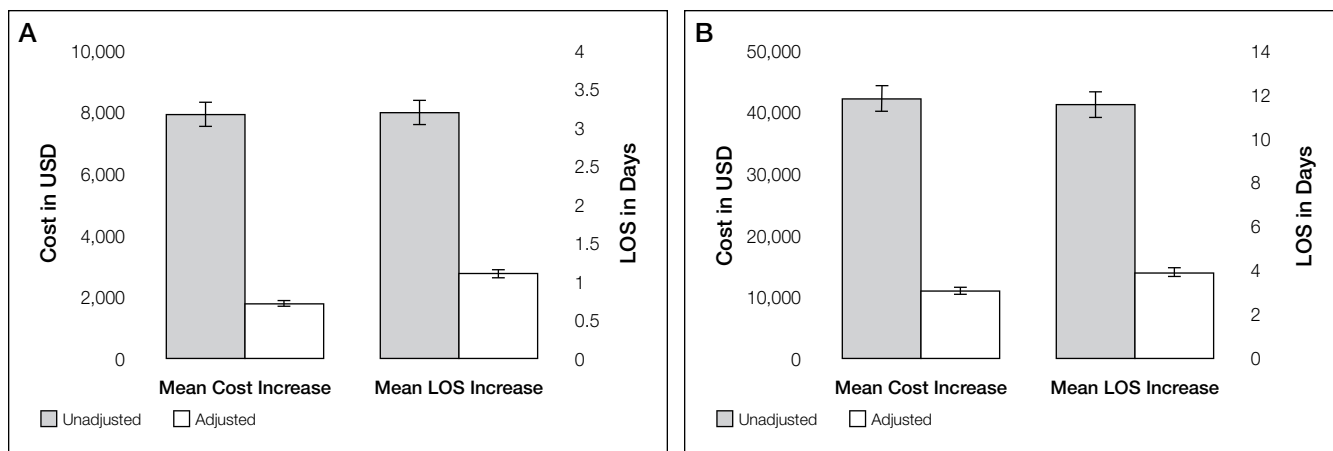 A
10,000
8,000
6,000
4,000
2,000
0
Cost in USD
4
3.5
3
2.5
2
1.5
1
0.5
0
LOS in Days
Mean Cost Increase
Mean LOS Increase
Unadjusted
Adjusted
B
50,000
40,000
30,000
20,000
10,000
0
Cost in USD
14
12
10
8
6
4
2
0
LOS in Days
Mean Cost Increase
Mean LOS Increase
Unadjusted
Adjusted